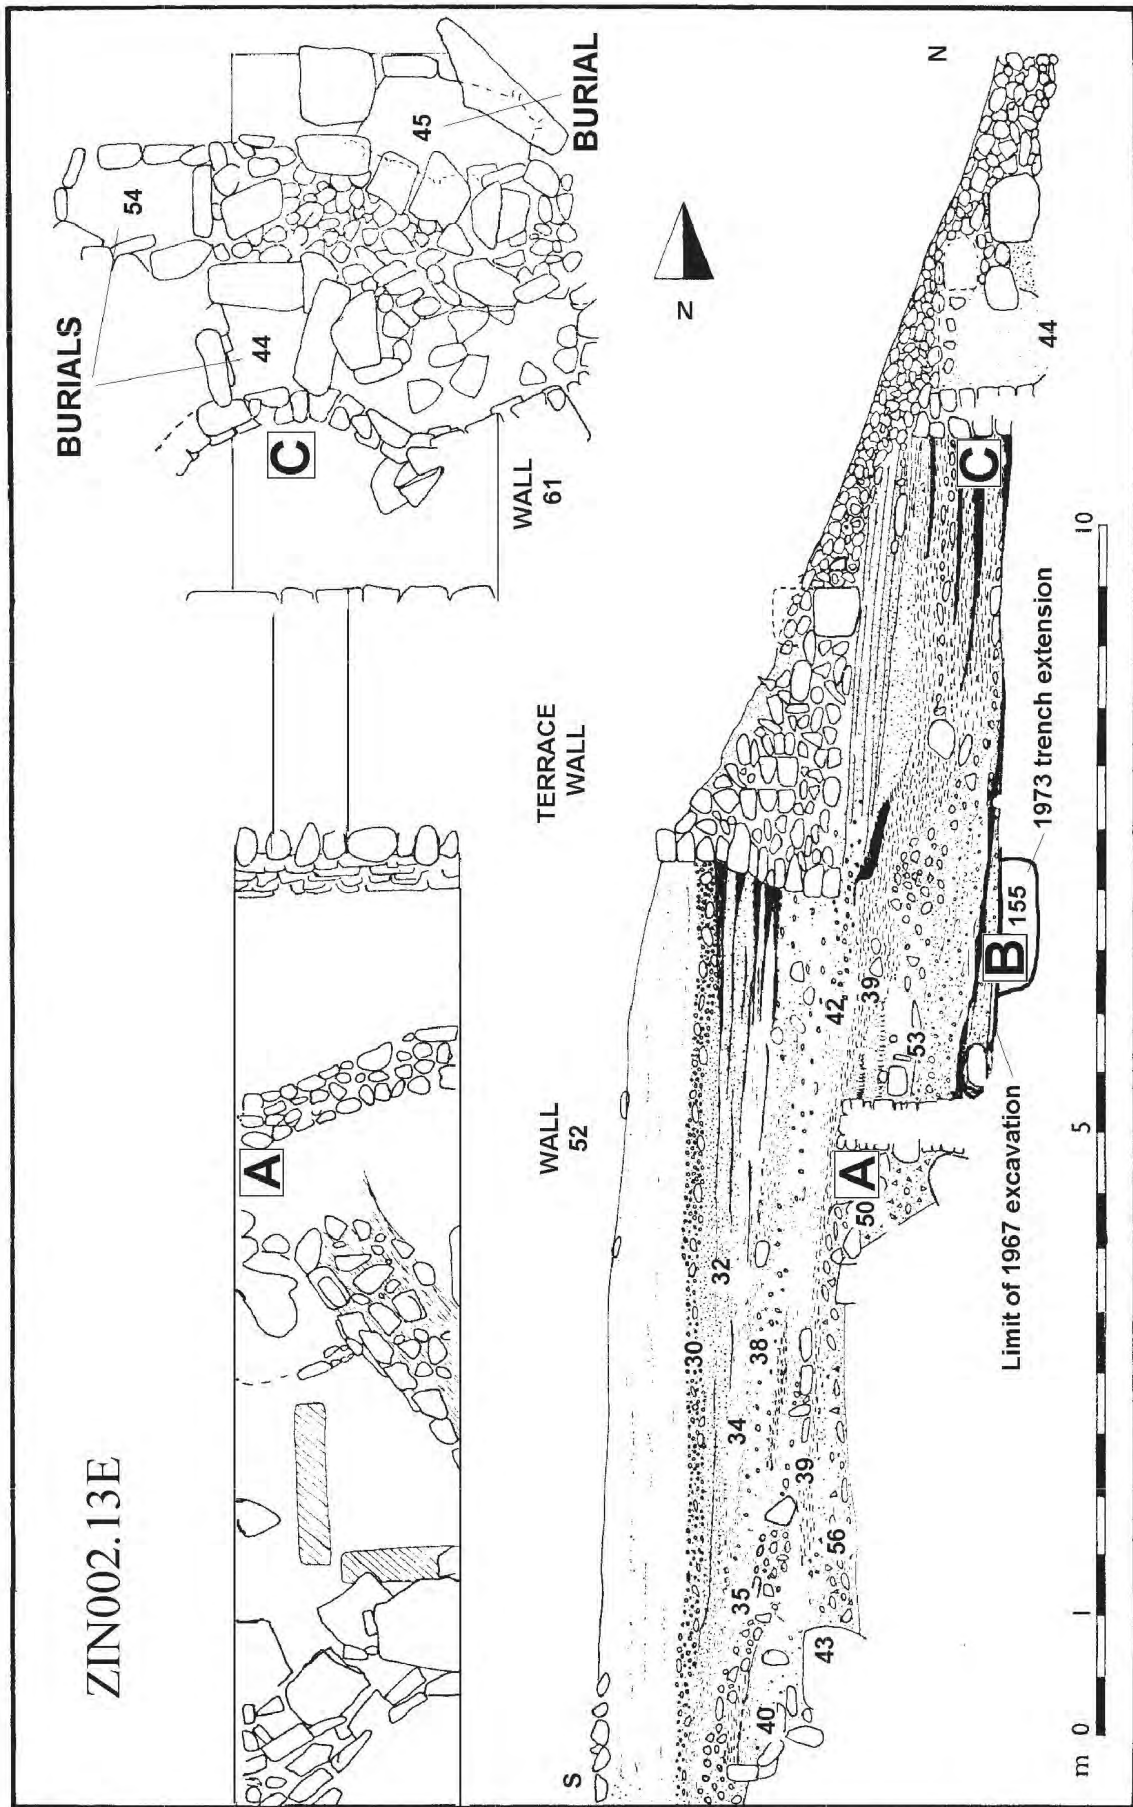 ZIN002.13E
BURIALS
54
44
C
45
BURIAL
A
WALL
52
TERRACE
WALL
WALL
61
N
S
N
30
32
34
38
35
39
40
43
56
50
A
42
39
53
B
155
C
44
Limit of 1967 excavation
1973 trench extension
m 0
1
5
10